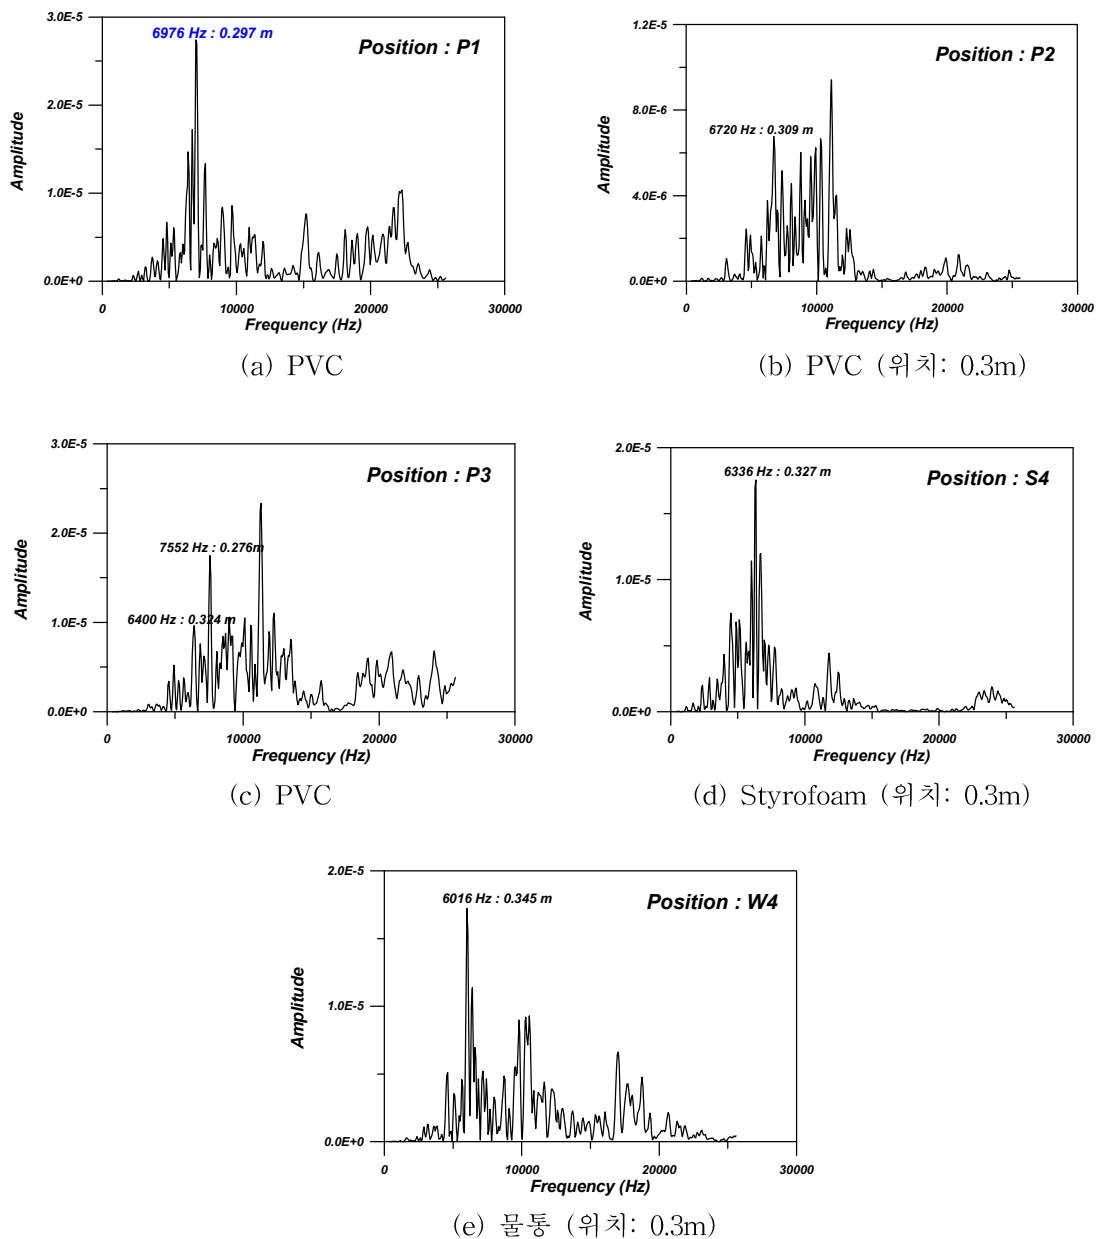 3.0E-5
6976 Hz : 0.297 m
Position : P1
2.0E-5
Amplitude
1.0E-5
0.0E+0
0 10000 20000 30000
Frequency (Hz)
(a) PVC
1.2E-5
Position : P2
6720 Hz : 0.309 m
8.0E-6
Amplitude
4.0E-6
0.0E+0
0 10000 20000 30000
Frequency (Hz)
(b) PVC (위치: 0.3m)
3.0E-5
Position : P3
7552 Hz : 0.276m
2.0E-5
Amplitude
6400 Hz : 0.324 m
1.0E-5
0.0E+0
0 10000 20000 30000
Frequency (Hz)
(c) PVC
2.0E-5
6336 Hz : 0.327 m
Position : S4
Amplitude
1.0E-5
0.0E+0
0 10000 20000 30000
Frequency (Hz)
(d) Styrofoam (위치: 0.3m)
2.0E-5
6016 Hz : 0.345 m
Position : W4
Amplitude
1.0E-5
0.0E+0
0 10000 20000 30000
Frequency (Hz)
(e) 물통 (위치: 0.3m)